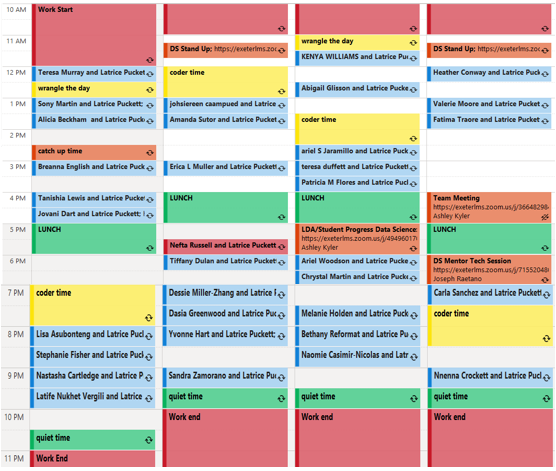 10 AM
Work Start
11 AM
wrangle the day
DS Stand Up; https://exeterlms.zoo
DS Stand Up; https://exeterlms.zoom
KENYA WILLIAMS and Latrice Pu
12 PM
Teresa Murray and Latrice Pucket
coder time
Heather Conway and Latrice Puck
wrangle the day
Abigail Glisson and Latrice Pucke
1 PM
Sony Martin and Latrice Puckett;
johsiereen caampued and Latrice
Valerie Moore and Latrice Pucket
Alicia Beckham and Latrice Puck
Amanda Sutor and Latrice Pucket
coder time
Fatima Traore and Latrice Pucket
2 PM
catch up time
ariel S Jaramillo and Latrice Puck
3 PM
Breanna English and Latrice Puck
Erica L Muller and Latrice Puckett
teresa duffett and Latrice Puckett
Patricia M Flores and Latrice Puck
4 PM
Tanishia Lewis and Latrice Pucket
LUNCH
LUNCH
Team Meeting
https://exeterlms.zoom.us/j/36648298
Ashley Kyler
Jovani Dart and Latrice Puckett;
5 PM
LUNCH
LDA/Student Progress Data Science:
https://exeterlms.zoom.us/j/49496017
Ashley Kyler
LUNCH
Nefta Russell and Latrice Puckett
6 PM
Tiffany Dulan and Latrice Puckett
Ariel Woodson and Latrice Pucke
DS Mentor Tech Session
https://exeterlms.zoom.us/j/71552048
Joseph Raetano
Chrystal Martin and Latrice Pucke
7 PM
coder time
Dessie Miller-Zhang and Latrice
Carla Sanchez and Latrice Puckett
Dasia Greenwood and Latrice Puc
Melanie Holden and Latrice Puck
coder time
8 PM
Lisa Asubonteng and Latrice Pucl
Yvonne Hart and Latrice Puckett;
Bethany Reformat and Latrice Pu
Stephanie Fisher and Latrice Puck
Naomie Casimir-Nicolas and Latr
9 PM
Nastasha Cartledge and Latrice P
Sandra Zamorano and Latrice Puc
Nnenna Crockett and Latrice Pucl
Latife Nukhet Vergili and Latrice
quiet time
quiet time
quiet time
10 PM
Work end
Work end
Work end
quiet time
11 PM
Work End